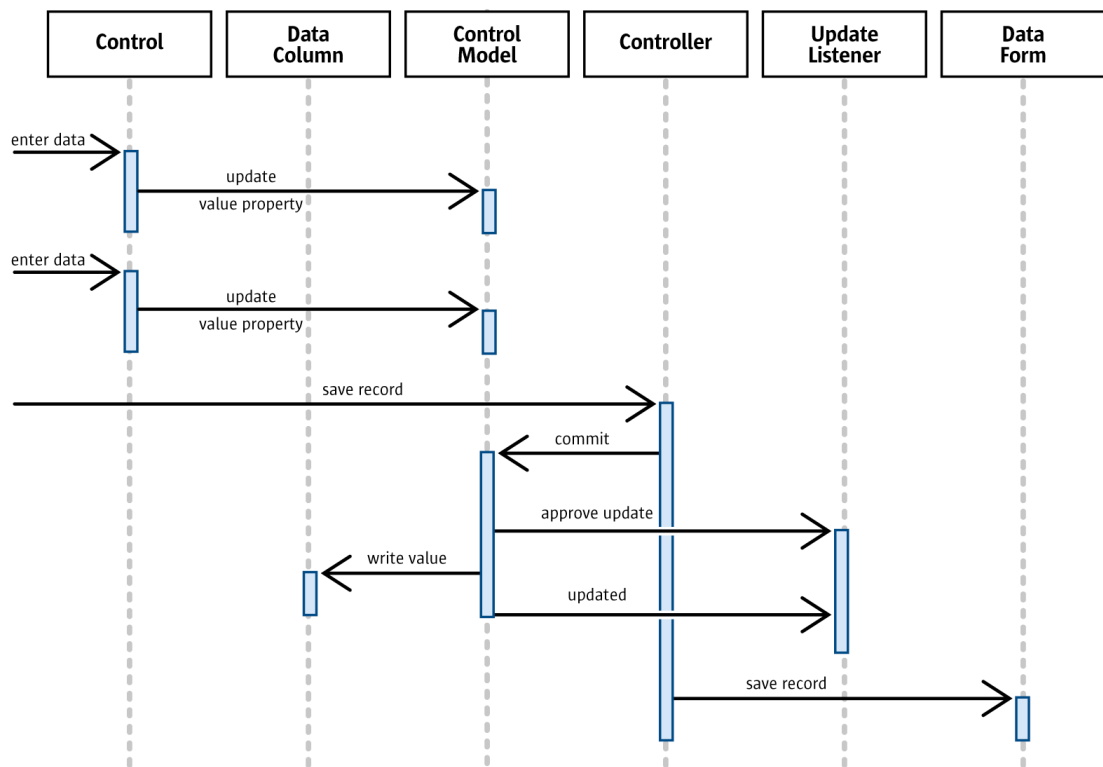 Control
Data
Column
Control
Model
Controller
Update
Listener
Data
Form
enter data
update
value property
enter data
update
value property
save record
commit
approve update
write value
updated
save record